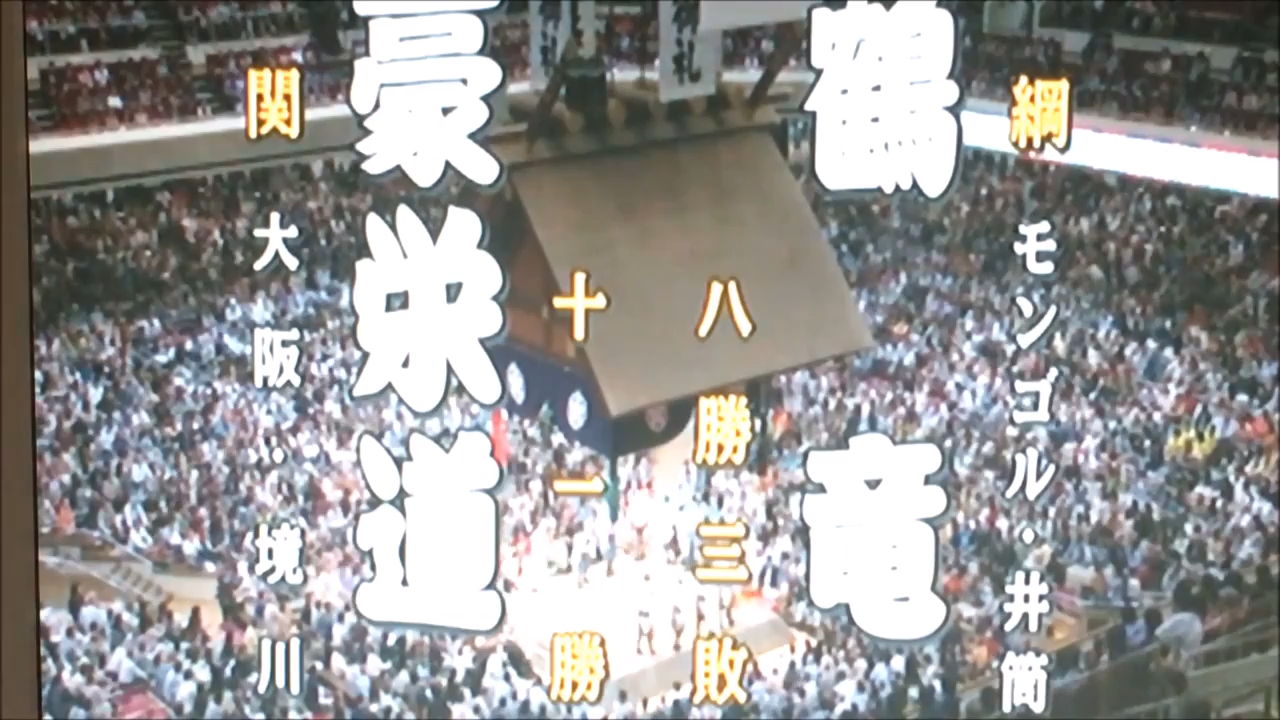 綱
モンゴル・井筒
鶴竜
八勝三敗
十一勝
豪栄道
関
大阪・境川